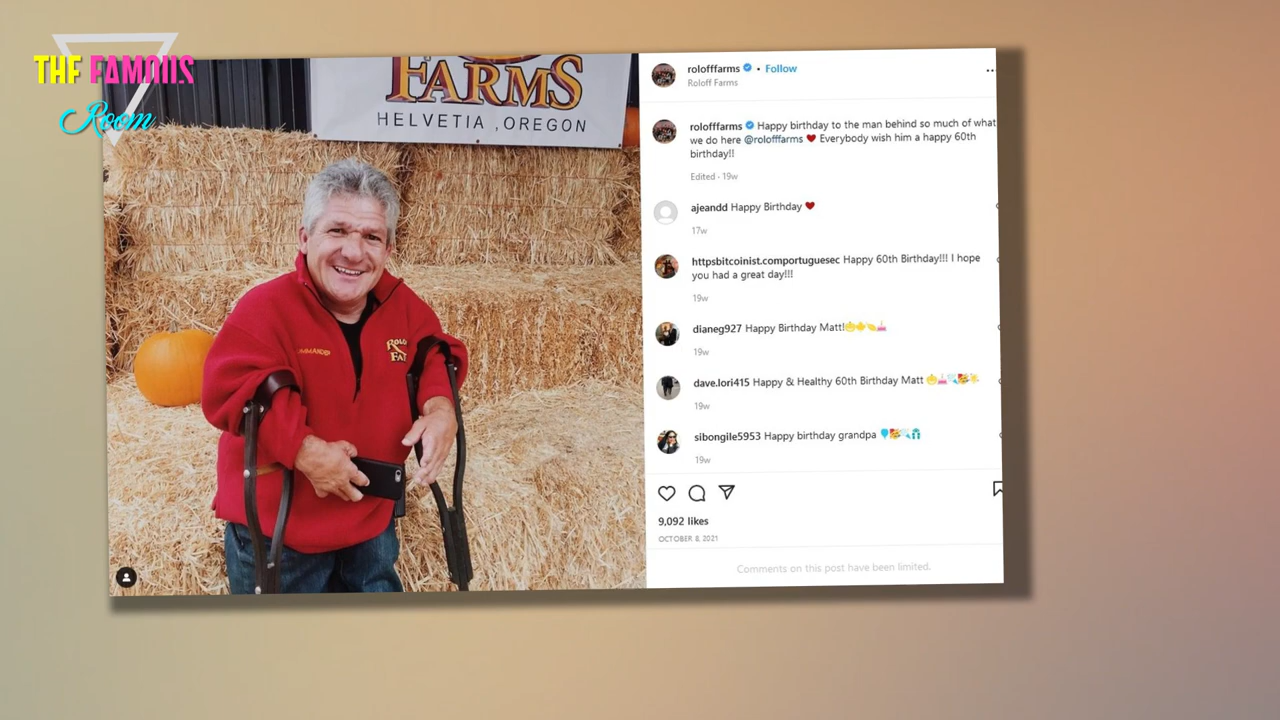 THE FAMOUS
Room
FARMS
HELVETIA ,OREGON
rolofffarms • Follow
Roloff Farms
rolofffarms Happy birthday to the man behind so much of what
we do here @rolofffarms ❤ Everybody wish him a happy 60th
birthday!!
Edited · 19w
ajeandd Happy Birthday ❤
17w
httpsbitcoinist.comportuguesec Happy 60th Birthday!!! I hope
you had a great day!!!
19w
dianeg927 Happy Birthday Matt!
19w
dave.lori415 Happy & Healthy 60th Birthday Matt
19w
sibongile5953 Happy birthday grandpa
19w
9,092 likes
OCTOBER 8, 2021
Comments on this post have been limited.